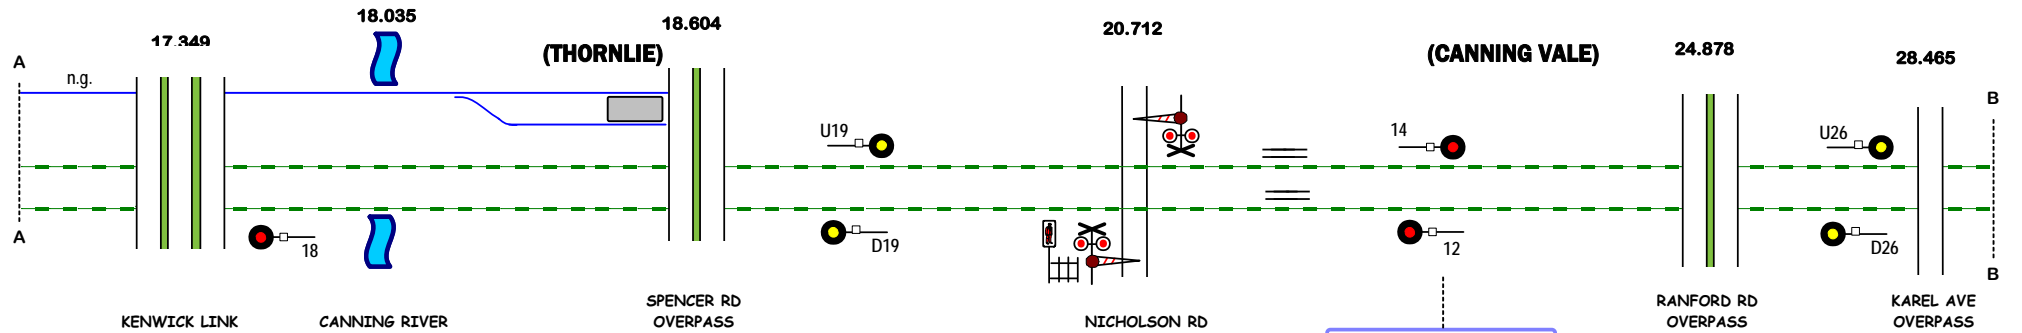 18.035
17.349
18.604
20.712
24.878
28.465
(THORNLIE)
(CANNING VALE)
A
n.g.
B
U19
14
U26
A
18
D19
12
D26
B
KENWICK LINK
CANNING RIVER
SPENCER RD
OVERPASS
NICHOLSON RD
RANFORD RD
OVERPASS
KAREL AVE
OVERPASS